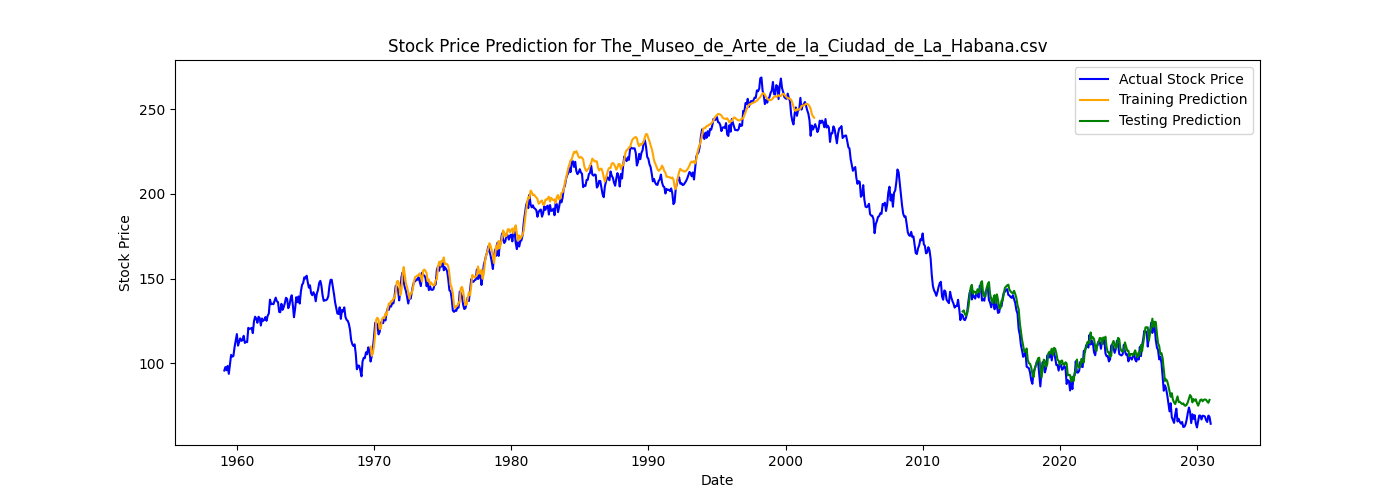 Stock Price Prediction for The_Museo_de_Arte_de_la_Ciudad_de_La_Habana.csv
Actual Stock Price
Training Prediction
Testing Prediction
Stock Price
250
200
150
100
1960 1970 1980 1990 2000 2010 2020 2030
Date